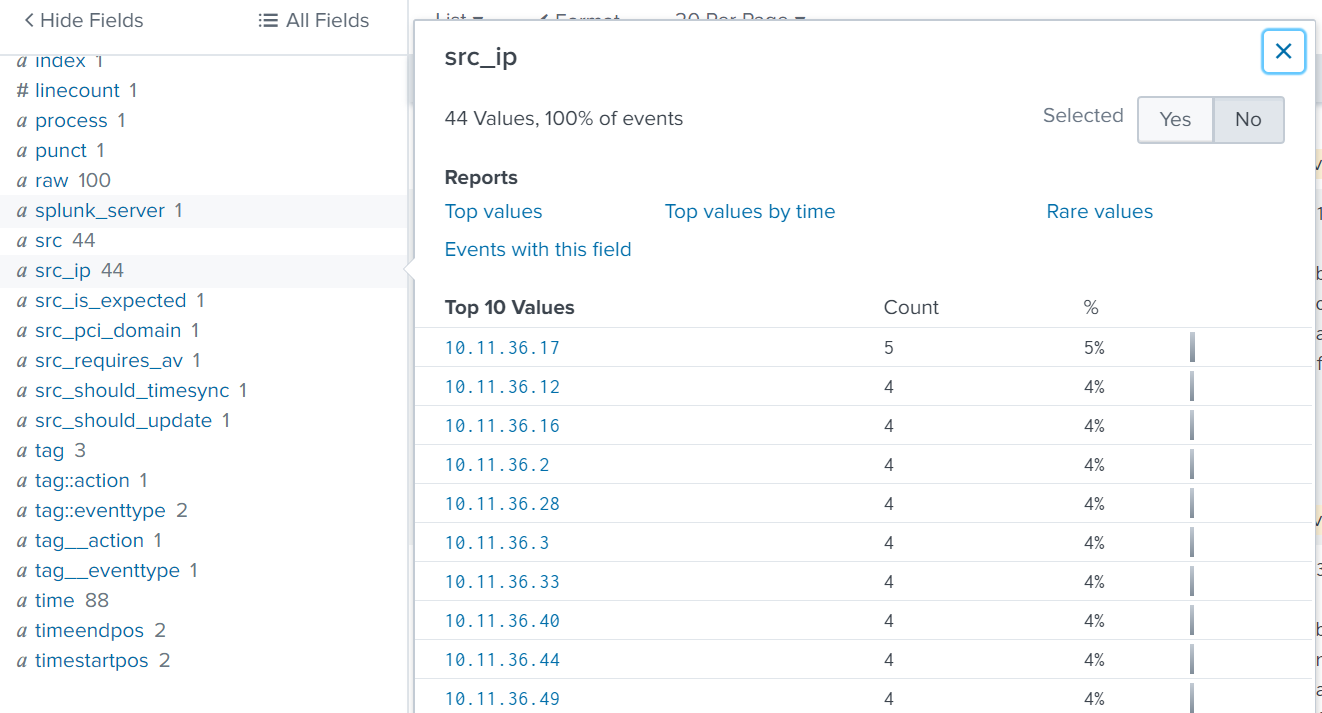 Hide Fields
All Fields
a index 1
# linecount 1
a process 1
a punct 1
a raw 100
a splunk_server 1
a src 44
a src_ip 44
a src_is_expected 1
a src_pci_domain 1
a src_requires_av 1
a src_should_timesync 1
a src_should_update 1
a tag 3
a tag::action 1
a tag::eventtype 2
a tag__action 1
a tag__eventtype 1
a time 88
a timeendpos 2
a timestartpos 2
List
Format
20 Per Page
src_ip
44 Values, 100% of events
Selected Yes No
Reports
Top values Top values by time Rare values
Events with this field
Top 10 Values Count %
10.11.36.17 5 5%
10.11.36.12 4 4%
10.11.36.16 4 4%
10.11.36.2 4 4%
10.11.36.28 4 4%
10.11.36.3 4 4%
10.11.36.33 4 4%
10.11.36.40 4 4%
10.11.36.44 4 4%
10.11.36.49 4 4%